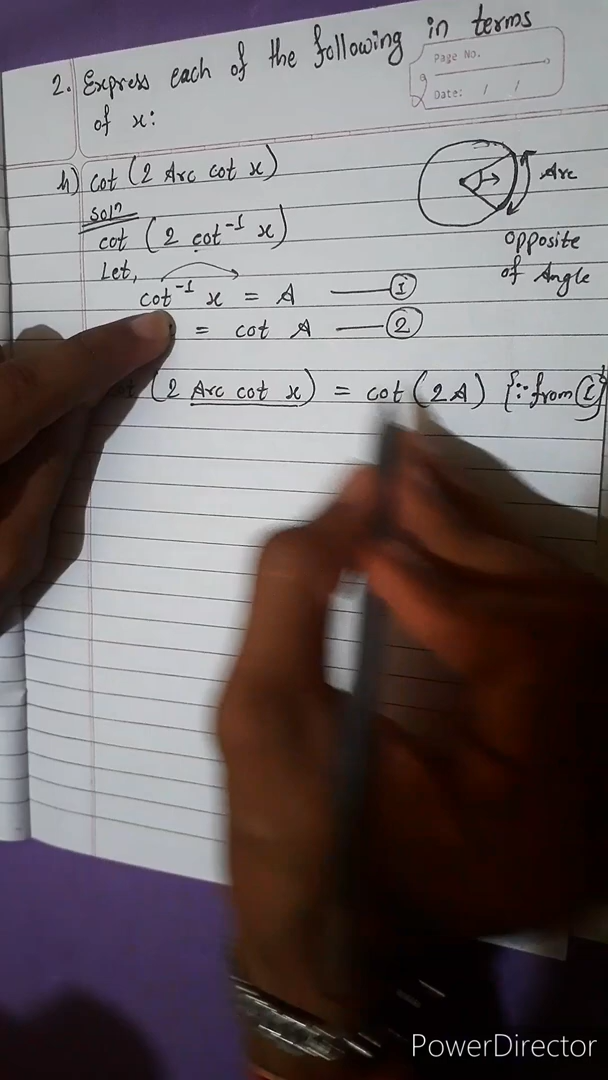 2. Express each of the following in terms
of x:
Page No.
Date: / /
h) cot (2 Arc cot x)
Soln
cot (2 cot⁻¹ x)
Let,
cot⁻¹ x = A —— ①
= cot A —— ②
Arc
opposite
of Angle
(2 Arc cot x) = cot (2A) {∵ from ①}
PowerDirector